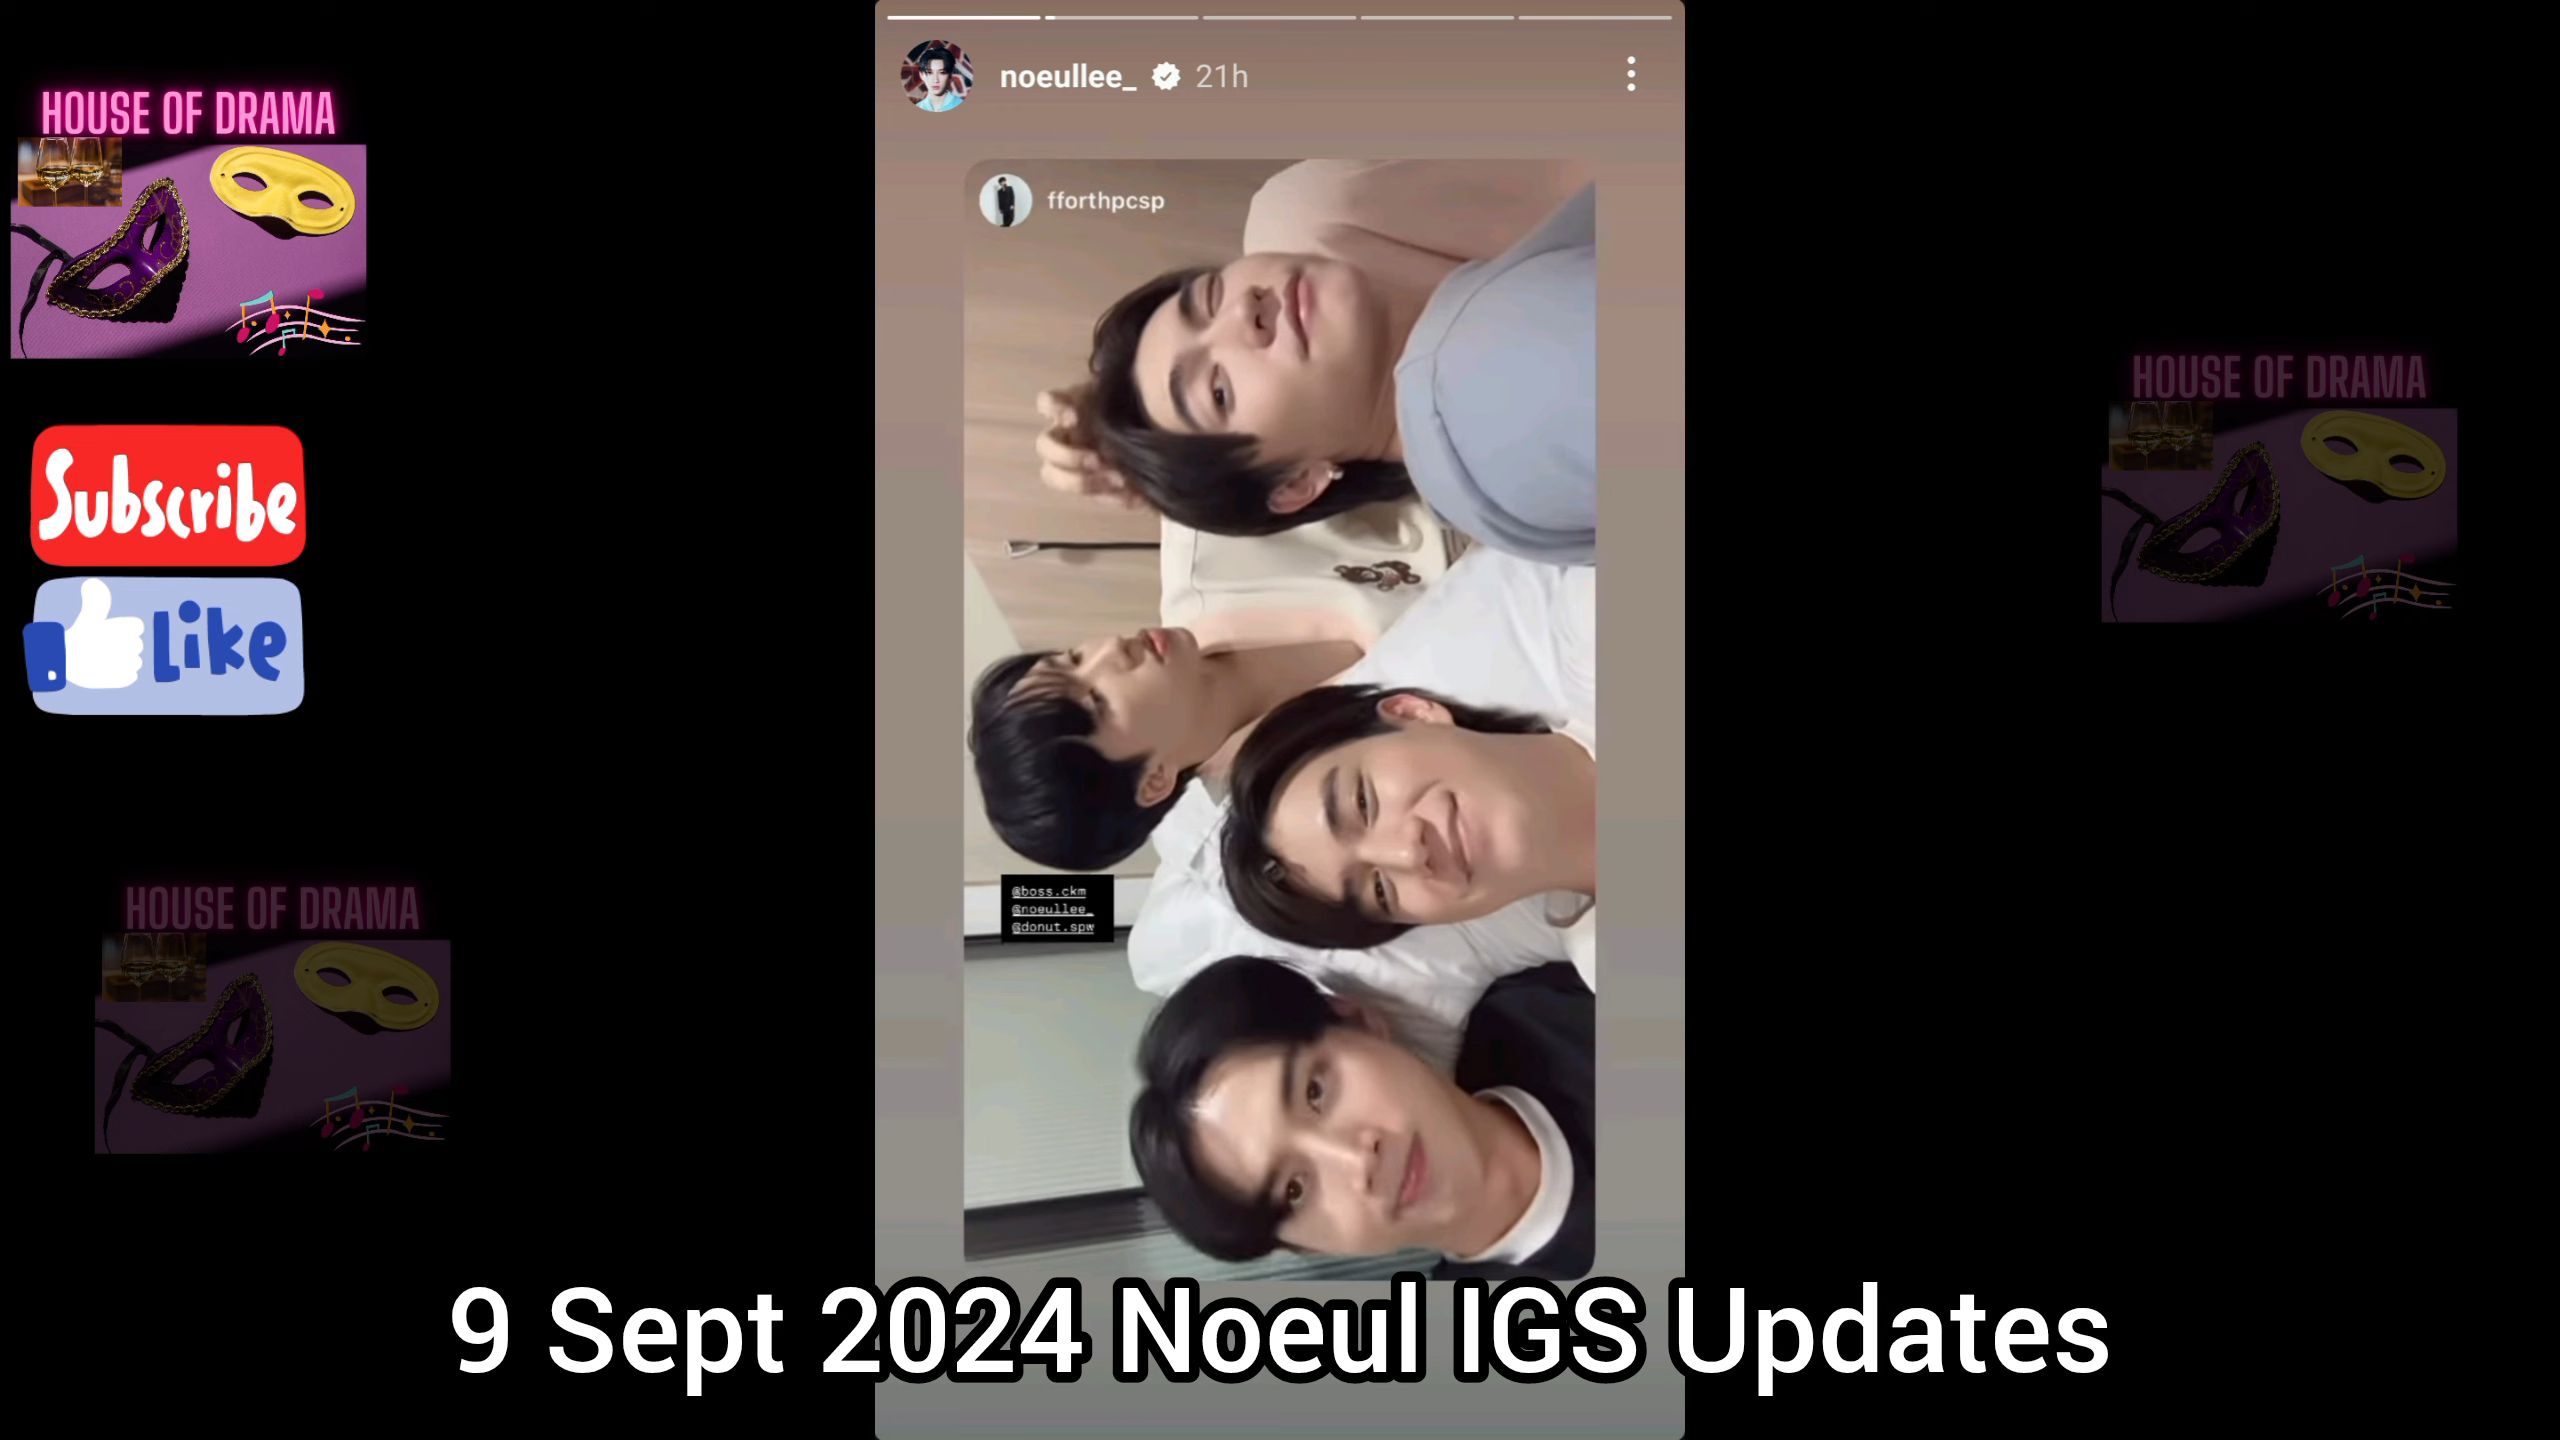 HOUSE OF DRAMA
Subscribe
Like
HOUSE OF DRAMA
noeullee_ 21h
fforthpcsp
@boss.ckm
@noeullee_
@donut.spw
HOUSE OF DRAMA
9 Sept 2024 Noeul IGS Updates